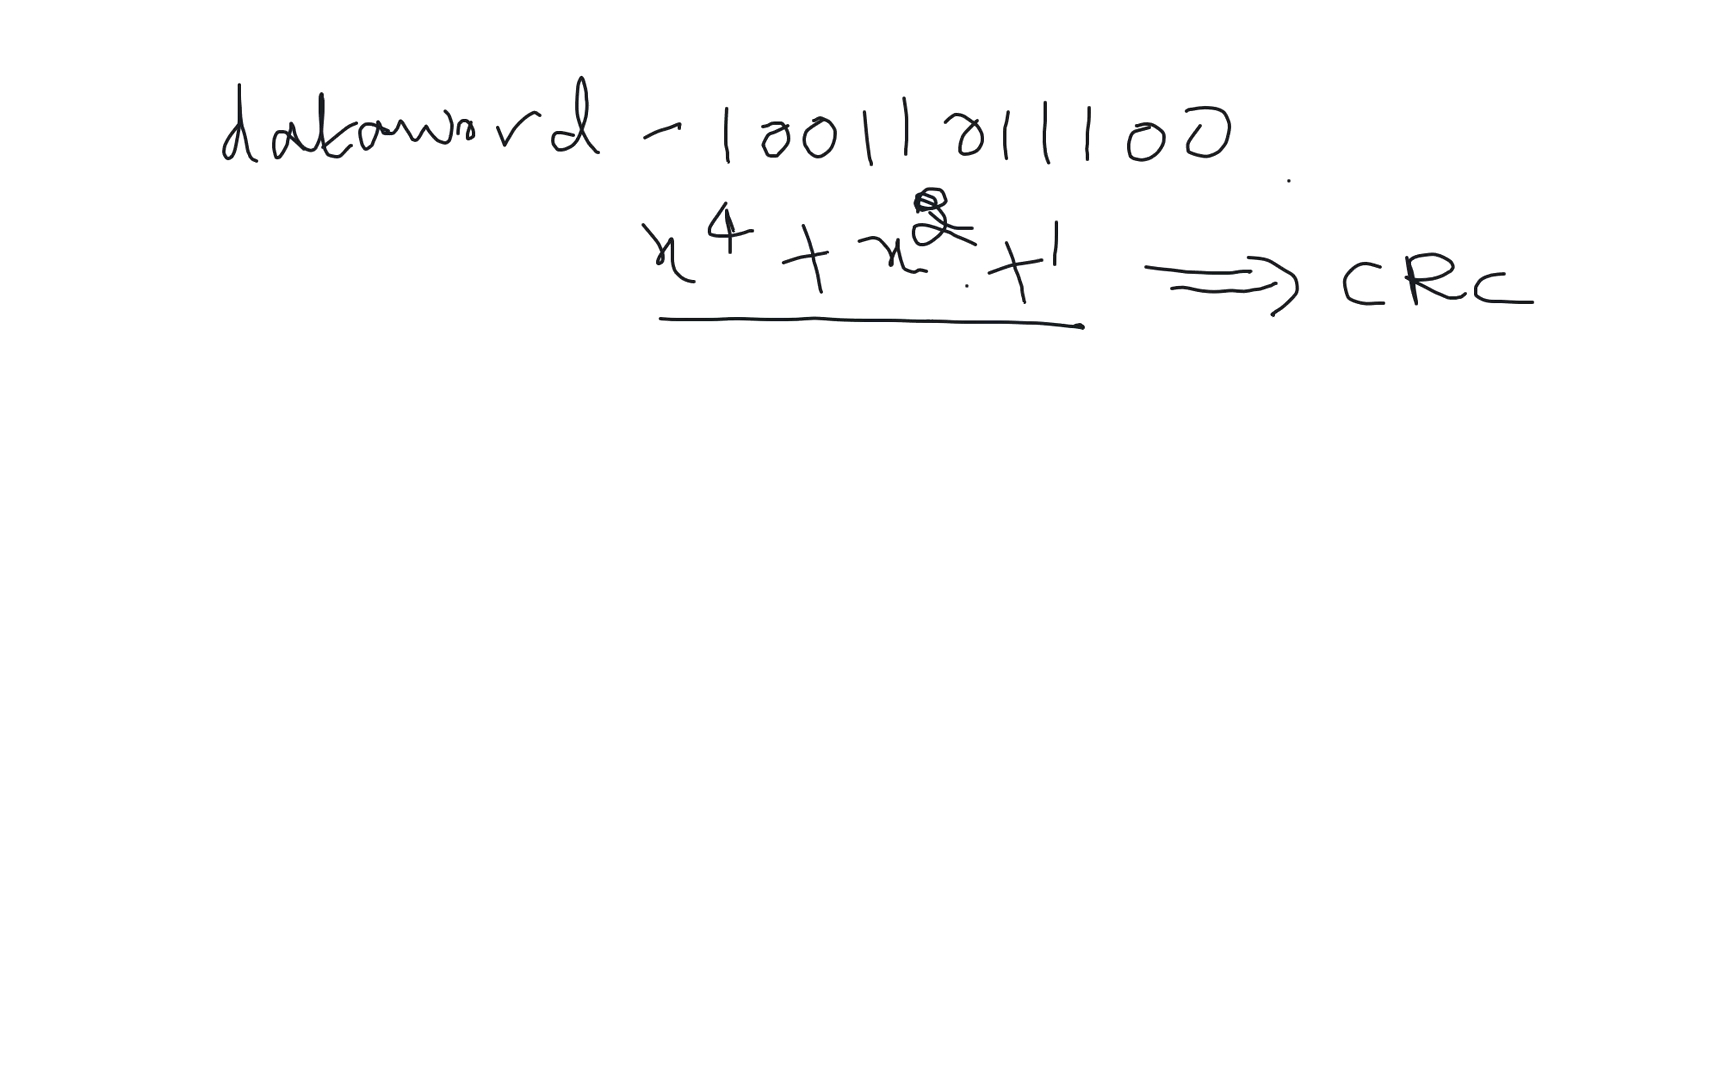 dataword - 10011011100
x⁴ + x² + 1 ⟹ CRC